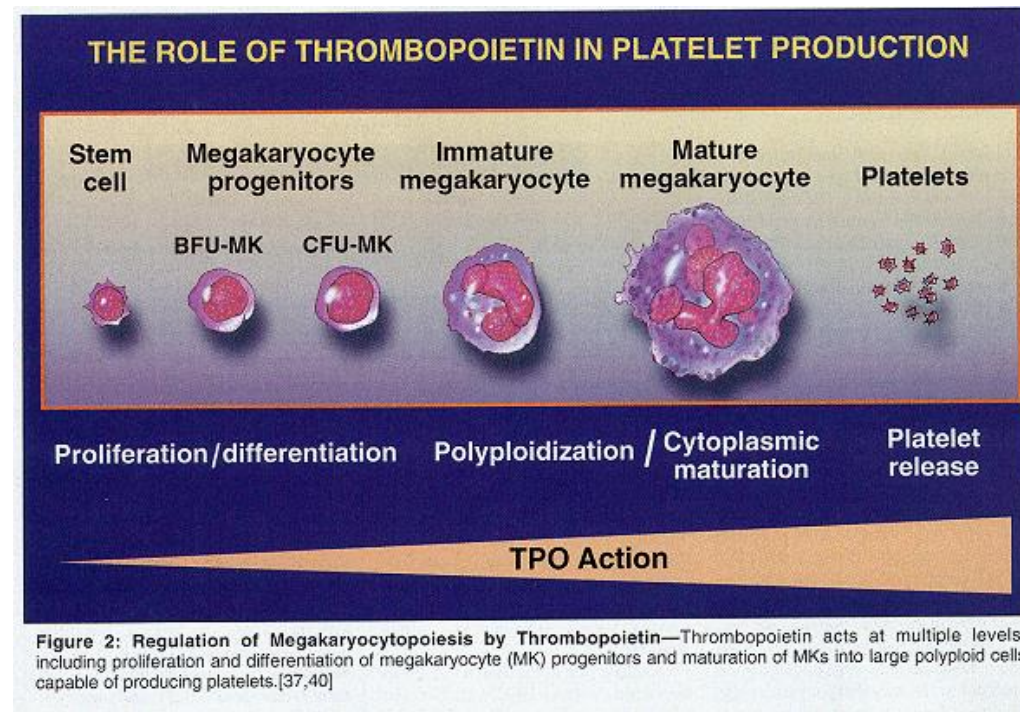 THE ROLE OF THROMBOPOIETIN IN PLATELET PRODUCTION
Stem
cell
Megakaryocyte
progenitors
Immature
megakaryocyte
Mature
megakaryocyte
Platelets
BFU-MK
CFU-MK
Proliferation/differentiation
Polyploidization / Cytoplasmic
maturation
Platelet
release
TPO Action
Figure 2: Regulation of Megakaryocytopoiesis by Thrombopoietin—Thrombopoietin acts at multiple levels
including proliferation and differentiation of megakaryocyte (MK) progenitors and maturation of MKs into large polyploid cells
capable of producing platelets.[37,40]